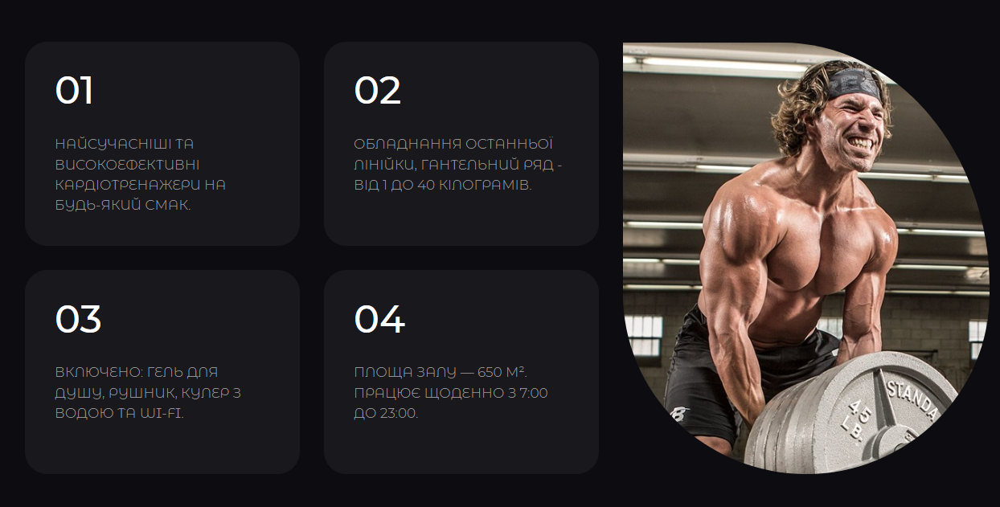 01
НАЙСУЧАСНІШІ ТА
ВИСОКОЕФЕКТИВНІ
КАРДІОТРЕНАЖЕРИ НА
БУДЬ-ЯКИЙ СМАК.
02
ОБЛАДНАННЯ ОСТАННЬОЇ
ЛІНІЙКИ, ГАНТЕЛЬНИЙ РЯД -
ВІД 1 ДО 40 КІЛОГРАМІВ.
03
ВКЛЮЧЕНО: ГЕЛЬ ДЛЯ
ДУШУ, РУШНИК, КУЛЕР З
ВОДОЮ ТА WI-FI.
04
ПЛОЩА ЗАЛУ — 650 М².
ПРАЦЮЄ ЩОДЕННО З 7:00
ДО 23:00.
STANDA
45
LB.